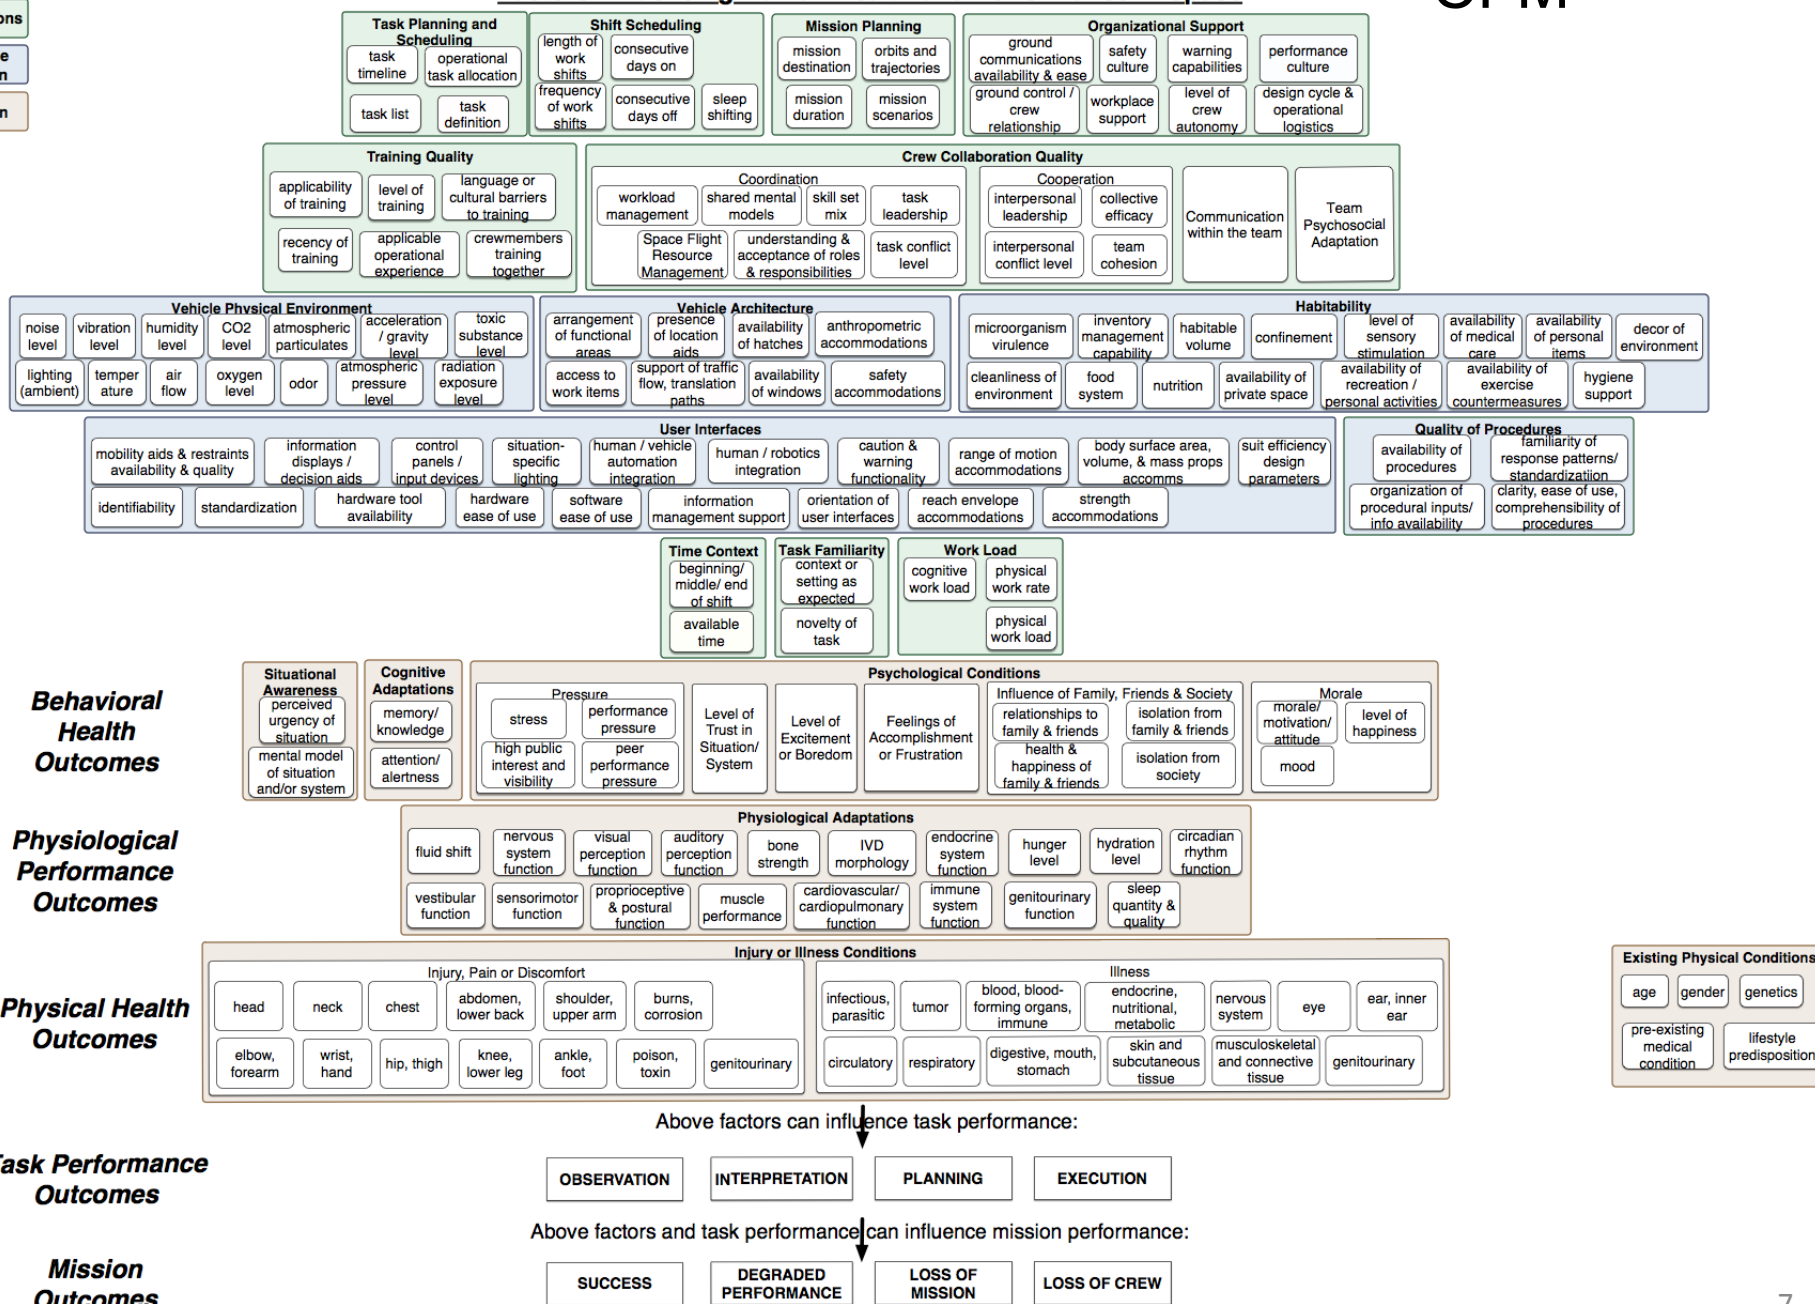 ons
e
n
n
Task Planning and
Scheduling
task
timeline
operational
task allocation
task list
task
definition
Shift Scheduling
length of
work
shifts
consecutive
days on
frequency
of work
shifts
consecutive
days off
sleep
shifting
Mission Planning
mission
destination
orbits and
trajectories
mission
duration
mission
scenarios
Organizational Support
ground
communications
availability & ease
safety
culture
warning
capabilities
performance
culture
ground control /
crew
relationship
workplace
support
level of
crew
autonomy
design cycle &
operational
logistics
Training Quality
applicability
of training
level of
training
language or
cultural barriers
to training
recency of
training
applicable
operational
experience
crewmembers
training
together
Crew Collaboration Quality
Coordination
workload
management
shared mental
models
skill set
mix
task
leadership
Space Flight
Resource
Management
understanding &
acceptance of roles
& responsibilities
task conflict
level
Cooperation
interpersonal
leadership
collective
efficacy
interpersonal
conflict level
team
cohesion
Communication
within the team
Team
Psychosocial
Adaptation
Vehicle Physical Environment
noise
level
vibration
level
humidity
level
CO2
level
atmospheric
particulates
acceleration
/ gravity
level
toxic
substance
level
lighting
(ambient)
temper
ature
air
flow
oxygen
level
odor
atmospheric
pressure
level
radiation
exposure
level
Vehicle Architecture
arrangement
of functional
areas
presence
of location
aids
availability
of hatches
anthropometric
accommodations
access to
work items
support of traffic
flow, translation
paths
availability
of windows
safety
accommodations
Habitability
microorganism
virulence
inventory
management
capability
habitable
volume
confinement
level of
sensory
stimulation
availability
of medical
care
availability
of personal
items
decor of
environment
cleanliness of
environment
food
system
nutrition
availability of
private space
availability of
recreation /
personal activities
availability of
exercise
countermeasures
hygiene
support
User Interfaces
mobility aids & restraints
availability & quality
information
displays /
decision aids
control
panels /
input devices
situation-
specific
lighting
human / vehicle
automation
integration
human / robotics
integration
caution &
warning
functionality
range of motion
accommodations
body surface area,
volume, & mass props
accomms
suit efficiency
design
parameters
identifiability
standardization
hardware tool
availability
hardware
ease of use
software
ease of use
information
management support
orientation of
user interfaces
reach envelope
accommodations
strength
accommodations
Quality of Procedures
availability of
procedures
familiarity of
response patterns/
standardization
organization of
procedural inputs/
info availability
clarity, ease of use,
comprehensibility of
procedures
Time Context
beginning/
middle/ end
of shift
available
time
Task Familiarity
context or
setting as
expected
novelty of
task
Work Load
cognitive
work load
physical
work rate
physical
work load
Behavioral
Health
Outcomes
Situational
Awareness
perceived
urgency of
situation
mental model
of situation
and/or system
Cognitive
Adaptations
memory/
knowledge
attention/
alertness
Psychological Conditions
Pressure
stress
performance
pressure
high public
interest and
visibility
peer
performance
pressure
Level of
Trust in
Situation/
System
Level of
Excitement
or Boredom
Feelings of
Accomplishment
or Frustration
Influence of Family, Friends & Society
relationships to
family & friends
isolation from
family & friends
health &
happiness of
family & friends
isolation from
society
Morale
morale/
motivation/
attitude
level of
happiness
mood
Physiological
Performance
Outcomes
Physiological Adaptations
fluid shift
nervous
system
function
visual
perception
function
auditory
perception
function
bone
strength
IVD
morphology
endocrine
system
function
hunger
level
hydration
level
circadian
rhythm
function
vestibular
function
sensorimotor
function
proprioceptive
& postural
function
muscle
performance
cardiovascular/
cardiopulmonary
function
immune
system
function
genitourinary
function
sleep
quantity &
quality
Physical Health
Outcomes
Injury or Illness Conditions
Injury, Pain or Discomfort
head
neck
chest
abdomen,
lower back
shoulder,
upper arm
burns,
corrosion
elbow,
forearm
wrist,
hand
hip, thigh
knee,
lower leg
ankle,
foot
poison,
toxin
genitourinary
Illness
infectious,
parasitic
tumor
blood, blood-
forming organs,
immune
endocrine,
nutritional,
metabolic
nervous
system
eye
ear, inner
ear
circulatory
respiratory
digestive, mouth,
stomach
skin and
subcutaneous
tissue
musculoskeletal
and connective
tissue
genitourinary
Existing Physical Conditions
age
gender
genetics
pre-existing
medical
condition
lifestyle
predisposition
Above factors can influence task performance:
Task Performance
Outcomes
OBSERVATION
INTERPRETATION
PLANNING
EXECUTION
Above factors and task performance can influence mission performance:
Mission
Outcomes
SUCCESS
DEGRADED
PERFORMANCE
LOSS OF
MISSION
LOSS OF CREW
7